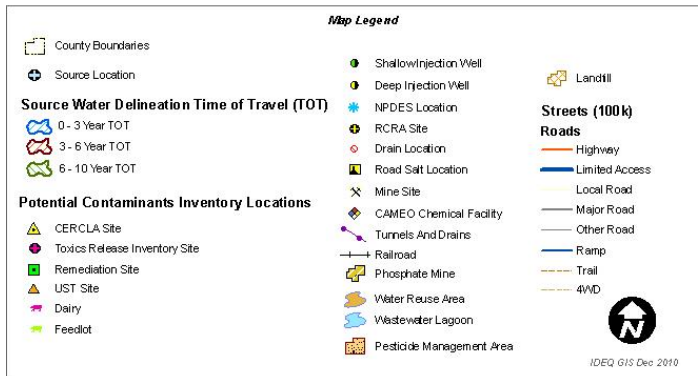 Map Legend
County Boundaries
Source Location
Source Water Delineation Time of Travel (TOT)
0 - 3 Year TOT
3 - 6 Year TOT
6 - 10 Year TOT
Potential Contaminants Inventory Locations
CERCLA Site
Toxics Release Inventory Site
Remediation Site
UST Site
Dairy
Feedlot
Shallow Injection Well
Deep Injection Well
NPDES Location
RCRA Site
Drain Location
Road Salt Location
Mine Site
CAMEO Chemical Facility
Tunnels And Drains
Railroad
Phosphate Mine
Water Reuse Area
Wastewater Lagoon
Pesticide Management Area
Landfill
Streets (100k)
Roads
Highway
Limited Access
Local Road
Major Road
Other Road
Ramp
Trail
4WD
N
IDEQ GIS Dec 2010